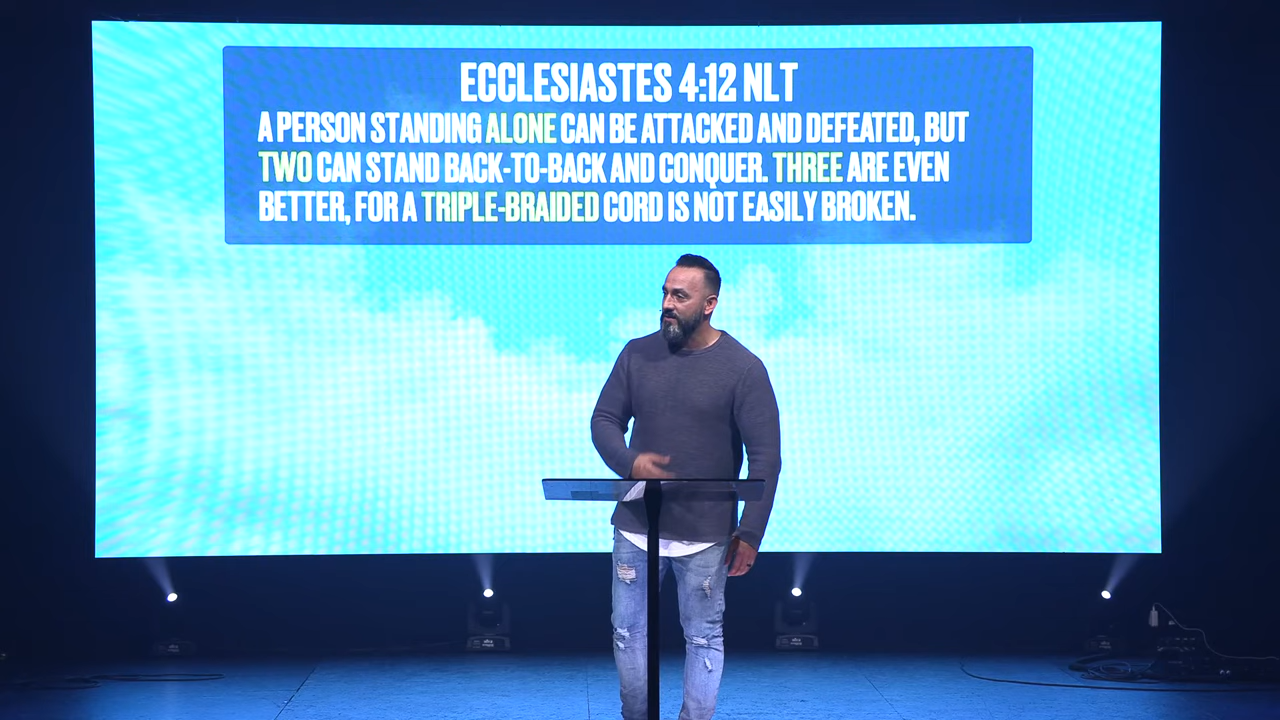 ECCLESIASTES 4:12 NLT
A PERSON STANDING ALONE CAN BE ATTACKED AND DEFEATED, BUT
TWO CAN STAND BACK-TO-BACK AND CONQUER. THREE ARE EVEN
BETTER, FOR A TRIPLE-BRAIDED CORD IS NOT EASILY BROKEN.